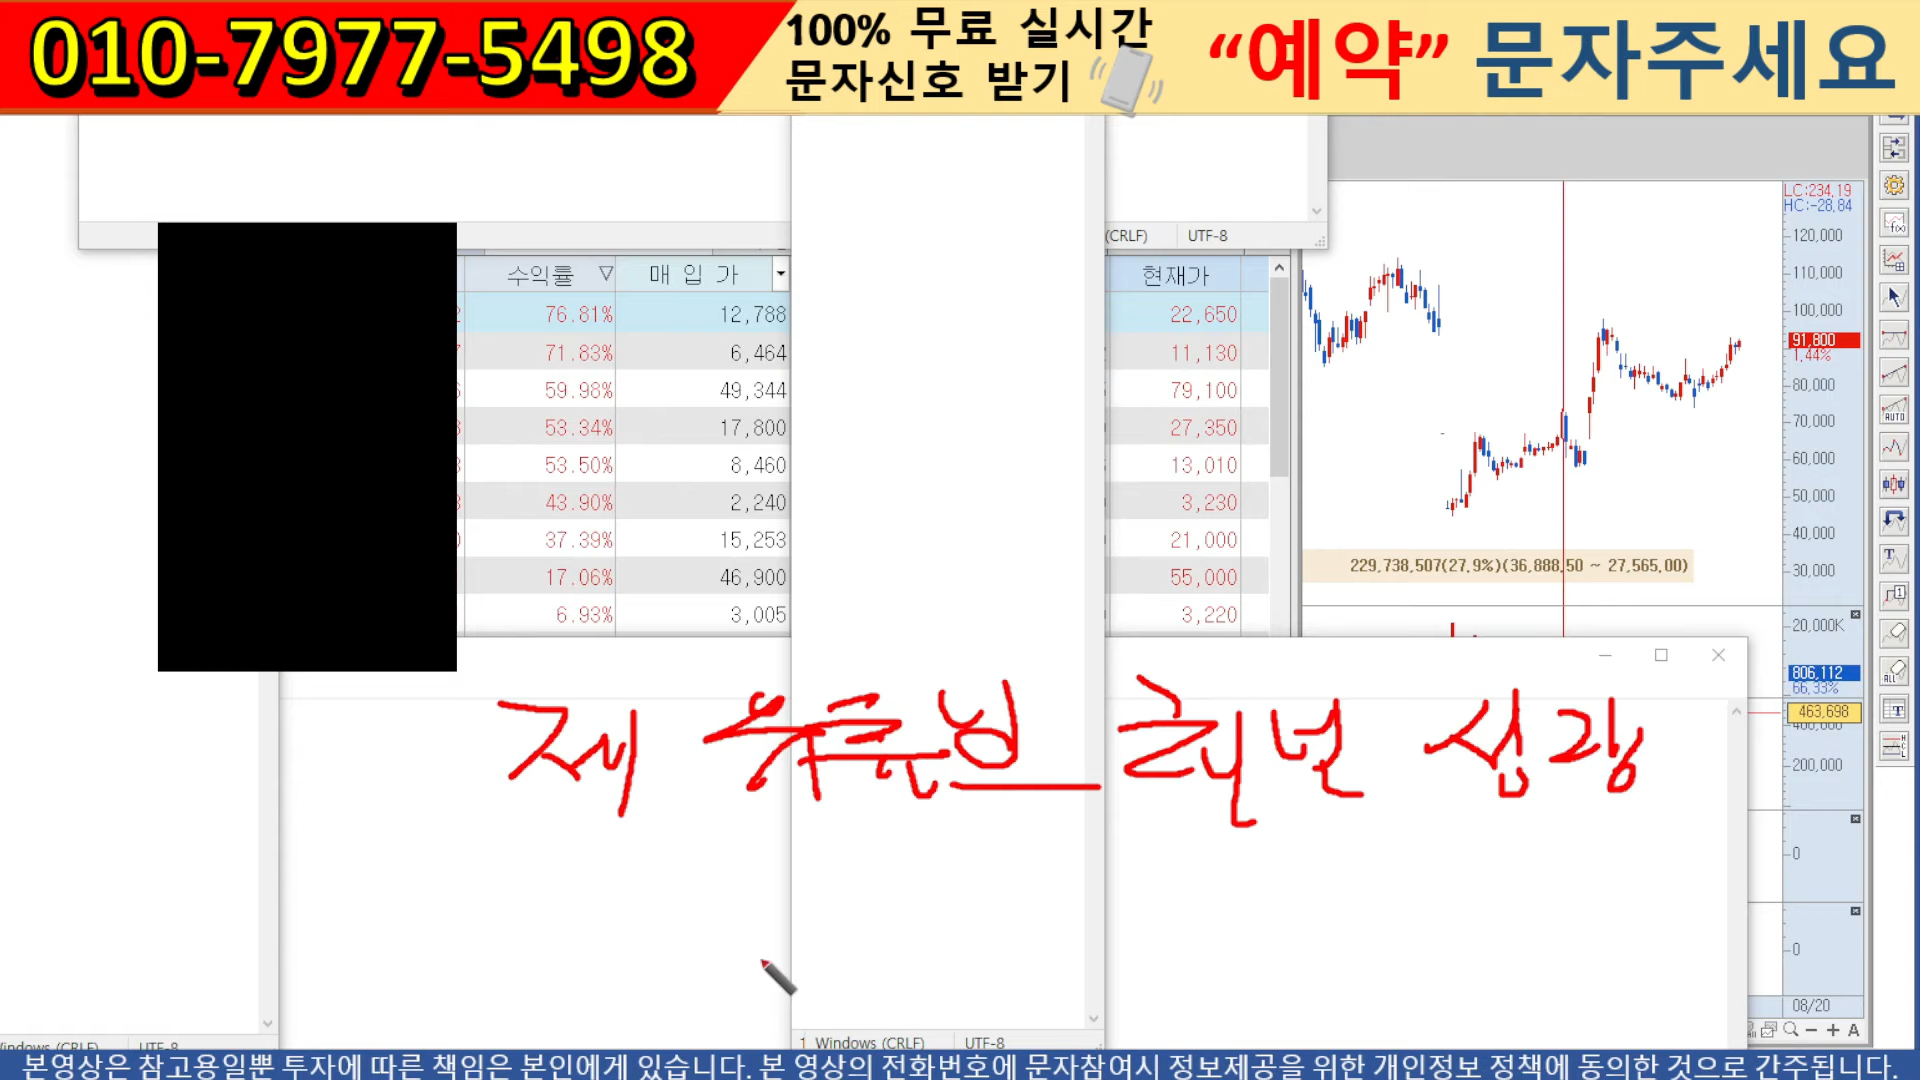 010-7977-5498
100% 무료 실시간
문자신호 받기
“예약” 문자주세요
(CRLF) UTF-8
LC:234,19
HC:-28,84
수익률 ▽ 매 입 가 현재가
76.81% 12,788 22,650
71.83% 6,464 11,130
59.98% 49,344 79,100
53.34% 17,800 27,350
53.50% 8,460 13,010
43.90% 2,240 3,230
37.39% 15,253 21,000
17.06% 46,900 55,000
6.93% 3,005 3,220
120,000
110,000
100,000
91,800
1,44%
80,000
70,000
60,000
50,000
40,000
30,000
229,738,507(27,9%)(36,888,50 ~ 27,565,00)
20,000K
806,112
66,33%
463,698
400,000
200,000
0
0
08/20
AUTO
ALL
A
제
Windows (CRLF) UTF-8
1 Windows (CRLF) UTF-8
본영상은 참고용일뿐 투자에 따른 책임은 본인에게 있습니다. 본 영상의 전화번호에 문자참여시 정보제공을 위한 개인정보 정책에 동의한 것으로 간주됩니다.